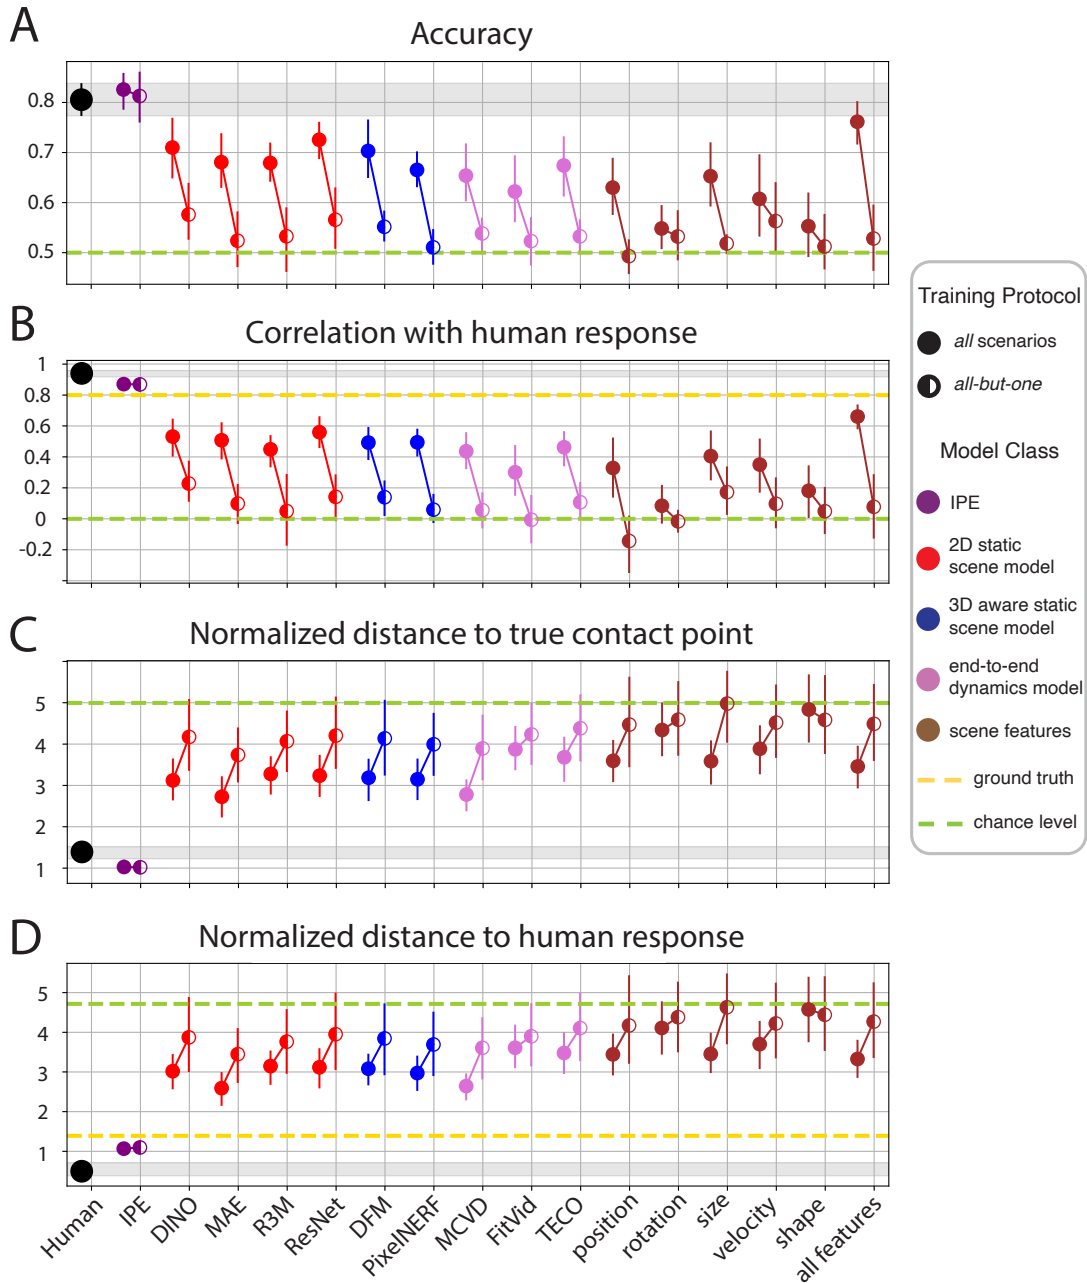 A
Accuracy
0.8
0.7
0.6
0.5
B
Correlation with human response
1
0.8
0.6
0.4
0.2
0
-0.2
C
Normalized distance to true contact point
5
4
3
2
1
D
Normalized distance to human response
5
4
3
2
1
Human
IPE
DINO
MAE
R3M
ResNet
DFM
PixelNERF
MCVD
FitVid
TECO
position
rotation
size
velocity
shape
all features
Training Protocol
all scenarios
all-but-one
Model Class
IPE
2D static
scene model
3D aware static
scene model
end-to-end
dynamics model
scene features
ground truth
chance level